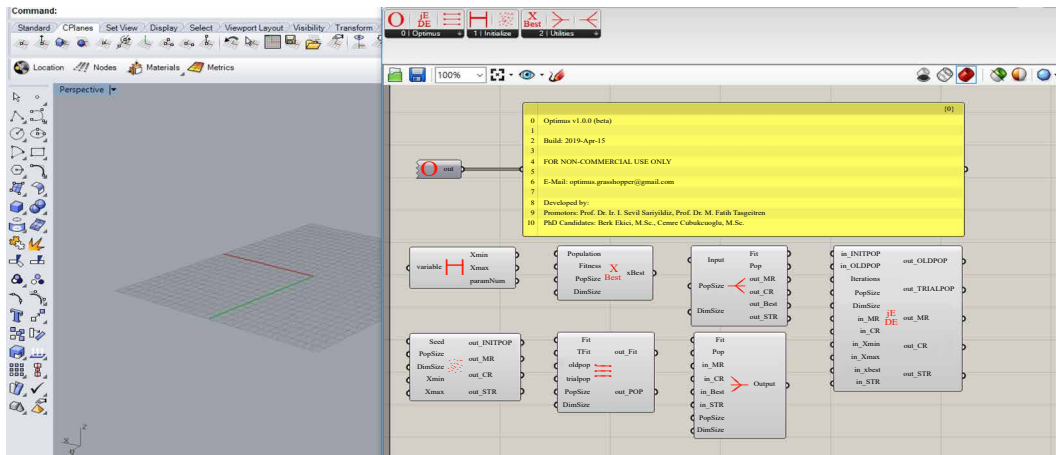 Command:
Standard CPlanes Set View Display Select Viewport Layout Visibility Transform
Location Nodes Materials Metrics
Perspective
O jE DE H X Best
0 | Optimus 1 | Initialize 2 | Utilities
100%
{0}
0 Optimus v1.0.0 (beta)
1
2 Build: 2019-Apr-15
3
4 FOR NON-COMMERCIAL USE ONLY
5
6 E-Mail: optimus.grasshopper@gmail.com
7
8 Developed by:
9 Promotors: Prof. Dr. Ir. I. Sevil Sariyildiz, Prof. Dr. M. Fatih Tasgeitren
10 PhD Candidates: Berk Ekici, M.Sc., Cemre Cubukcuoglu, M.Sc.
O out
variable H Xmin
Xmax
paramNum
Population
Fitness
PopSize
DimSize
X Best
xBest
Input
PopSize
DimSize
Fit
Pop
out_MR
out_CR
out_Best
out_STR
in_INITPOP
in_OLDPOP
Iterations
PopSize
DimSize
in_MR
in_CR
in_Xmin
in_Xmax
in_xbest
in_STR
jE DE
out_OLDPOP
out_TRIALPOP
out_MR
out_CR
out_STR
Seed
PopSize
DimSize
Xmin
Xmax
out_INITPOP
out_MR
out_CR
out_STR
Fit
TFit
oldpop
trialpop
PopSize
DimSize
out_Fit
out_POP
Fit
Pop
in_MR
in_CR
in_Best
in_STR
PopSize
DimSize
Output
z
x